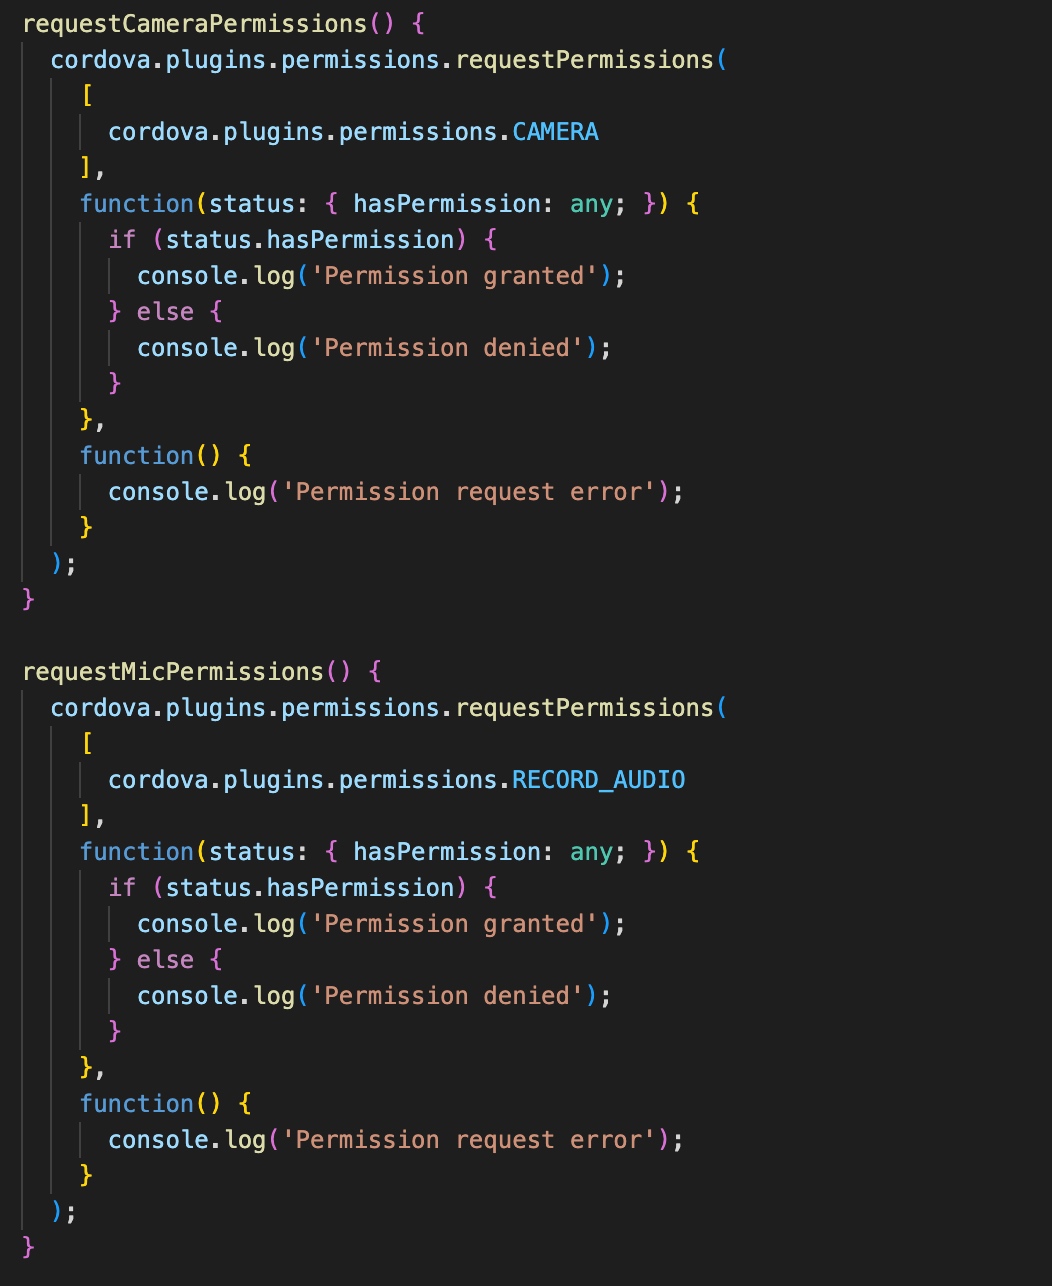 requestCameraPermissions() {
  cordova.plugins.permissions.requestPermissions(
    [
      cordova.plugins.permissions.CAMERA
    ],
    function(status: { hasPermission: any; }) {
      if (status.hasPermission) {
        console.log('Permission granted');
      } else {
        console.log('Permission denied');
      }
    },
    function() {
      console.log('Permission request error');
    }
  );
}

requestMicPermissions() {
  cordova.plugins.permissions.requestPermissions(
    [
      cordova.plugins.permissions.RECORD_AUDIO
    ],
    function(status: { hasPermission: any; }) {
      if (status.hasPermission) {
        console.log('Permission granted');
      } else {
        console.log('Permission denied');
      }
    },
    function() {
      console.log('Permission request error');
    }
  );
}